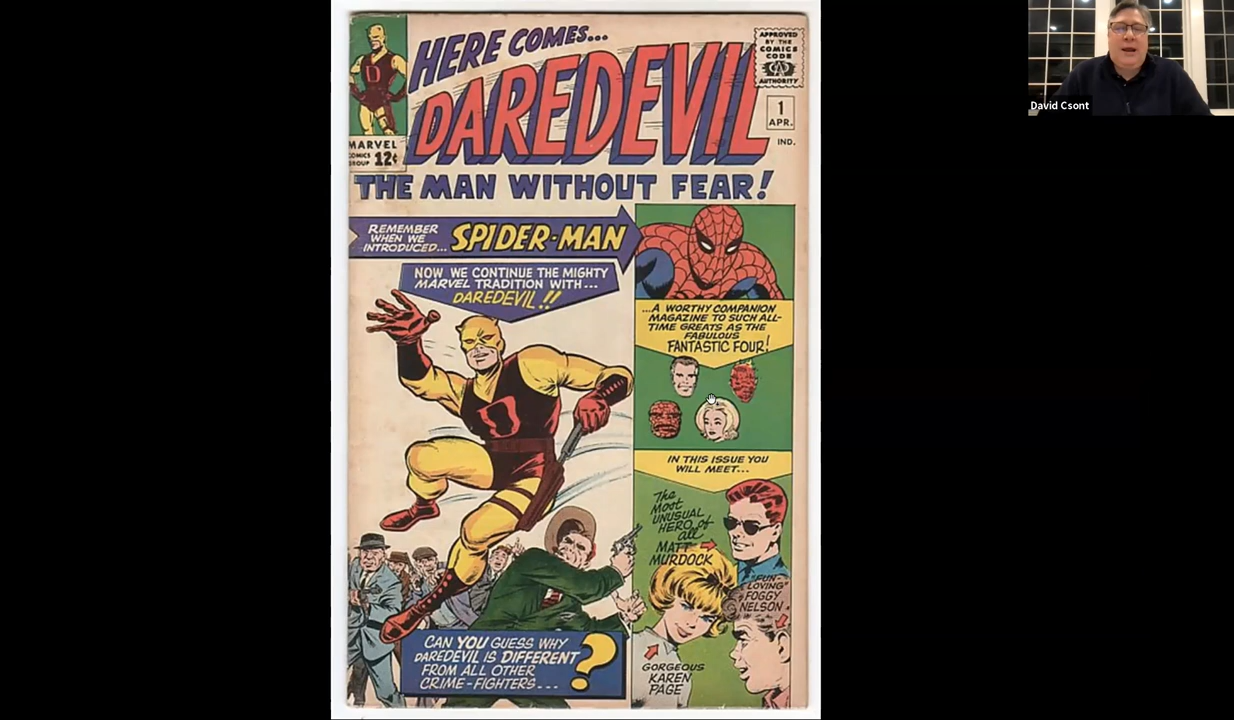 HERE COMES...
DAREDEVIL
D
MARVEL
COMICS
GROUP 12¢
APPROVED
BY THE
COMICS
CODE
CA
AUTHORITY
1
APR.
IND.
THE MAN WITHOUT FEAR!
REMEMBER
WHEN WE
INTRODUCED...
SPIDER-MAN
NOW WE CONTINUE THE MIGHTY
MARVEL TRADITION WITH...
DAREDEVIL!!
...A WORTHY COMPANION
MAGAZINE TO SUCH ALL-
TIME GREATS AS THE
FABULOUS
FANTASTIC FOUR!
D
IN THIS ISSUE YOU
WILL MEET...
The
Most
UNUSUAL
HERO of
all
MATT
MURDOCK
"FUN-
LOVING"
FOGGY
NELSON
GORGEOUS
KAREN
PAGE
CAN YOU GUESS WHY
DAREDEVIL IS DIFFERENT
FROM ALL OTHER
CRIME-FIGHTERS...
?
David Csont